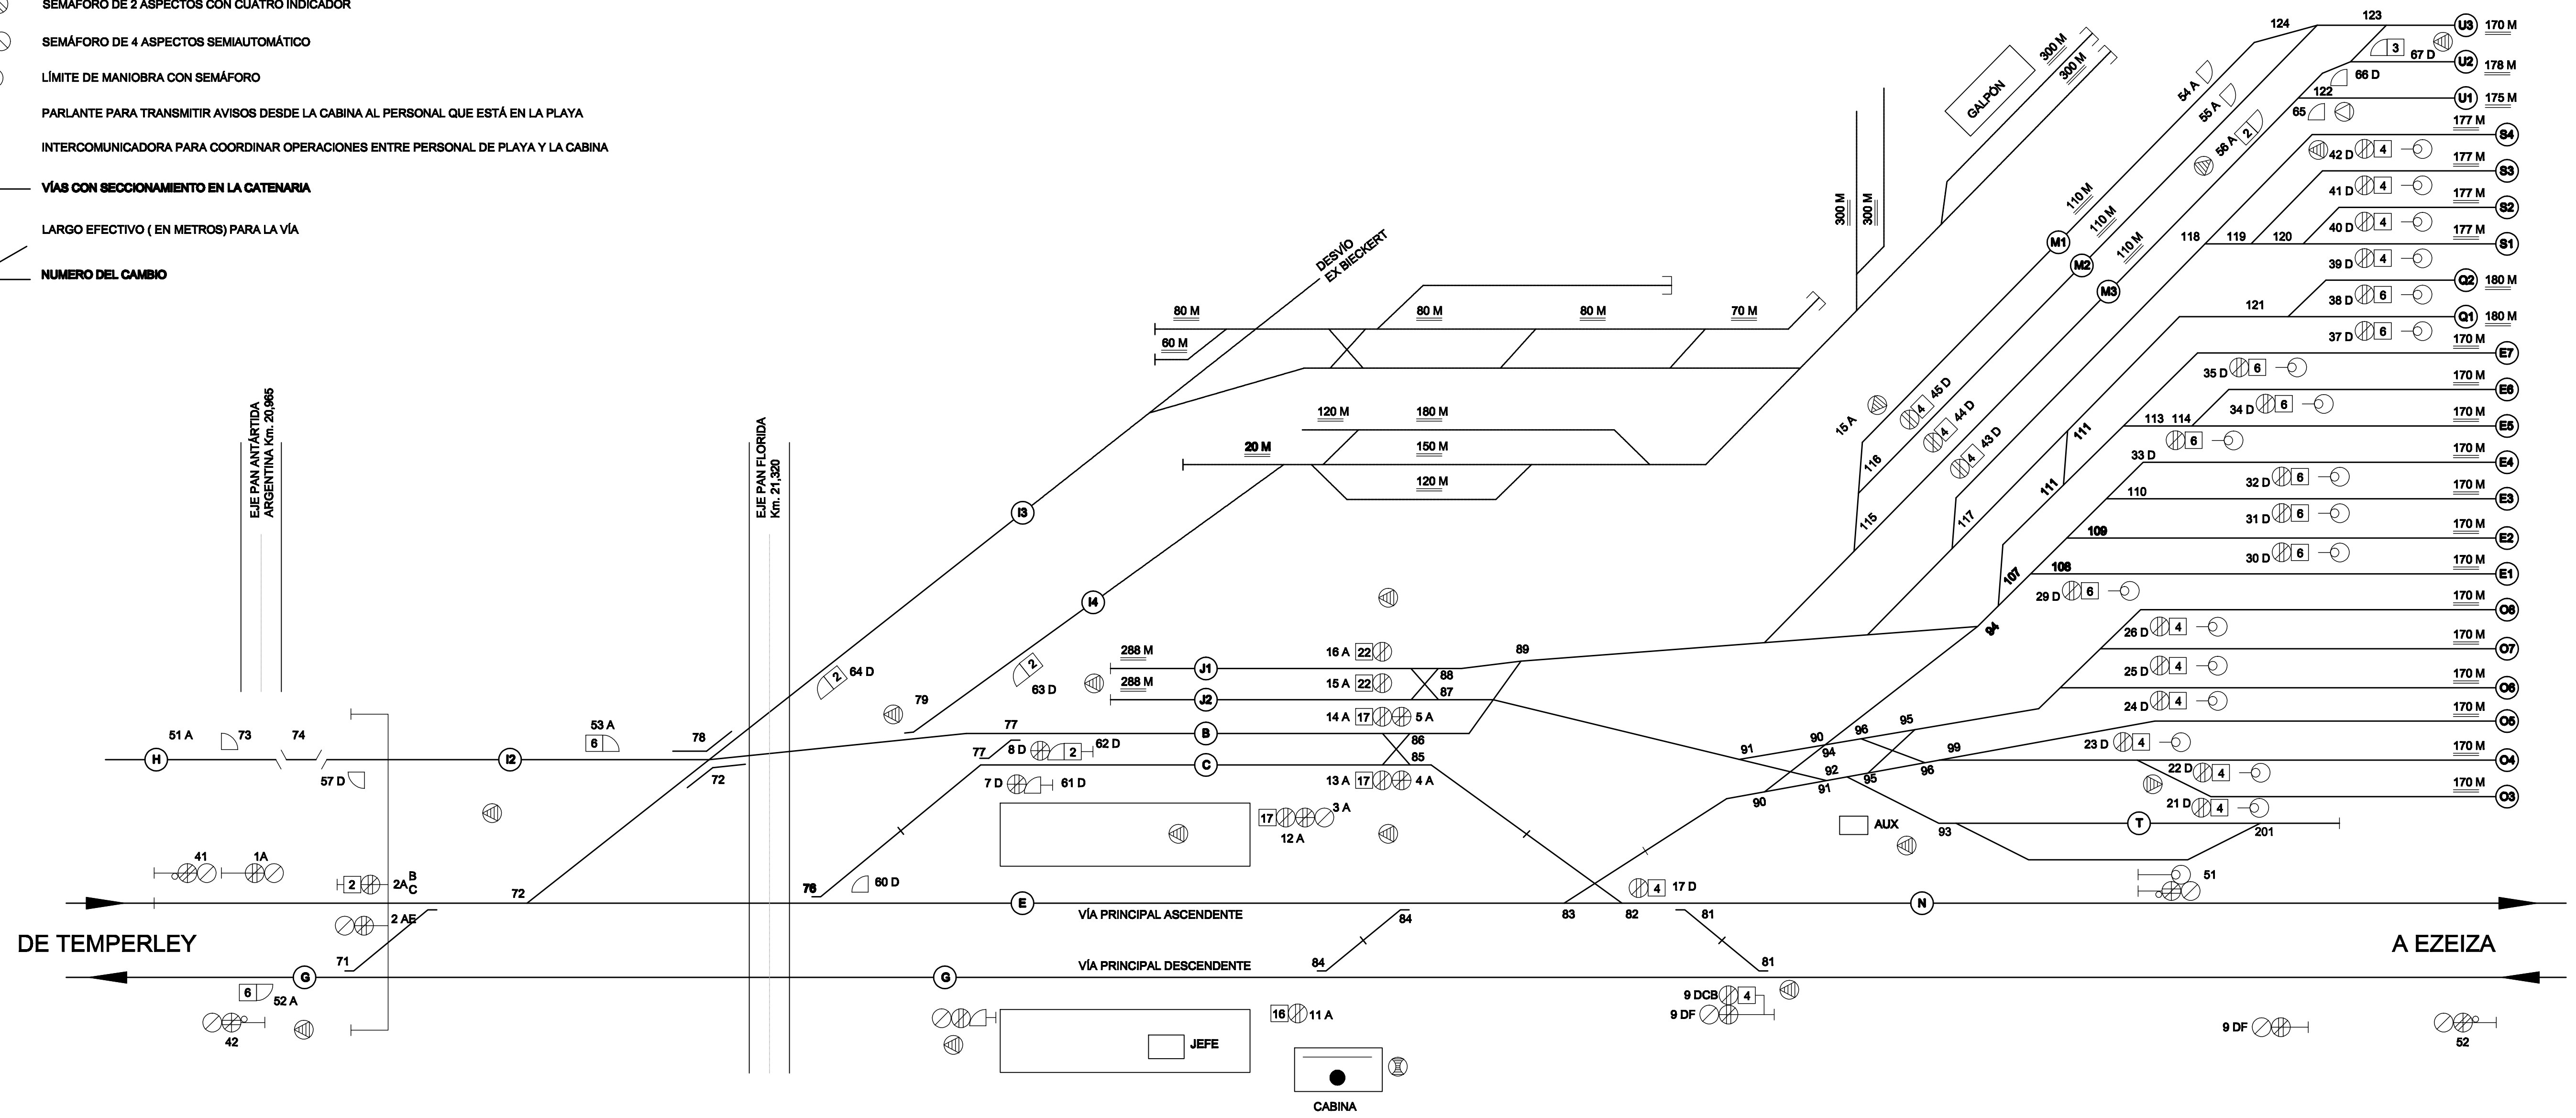 SEMÁFORO DE 2 ASPECTOS CON CUATRO INDICADOR
SEMÁFORO DE 4 ASPECTOS SEMIAUTOMÁTICO
LÍMITE DE MANIOBRA CON SEMÁFORO
PARLANTE PARA TRANSMITIR AVISOS DESDE LA CABINA AL PERSONAL QUE ESTÁ EN LA PLAYA
INTERCOMUNICADORA PARA COORDINAR OPERACIONES ENTRE PERSONAL DE PLAYA Y LA CABINA
VÍAS CON SECCIONAMIENTO EN LA CATENARIA
LARGO EFECTIVO ( EN METROS) PARA LA VÍA
NUMERO DEL CAMBIO
124
123
U3 170 M
3
67 D
U2 178 M
66 D
122
U1 175 M
65
177 M
S4
42 D 4
177 M
S3
41 D 4
177 M
S2
40 D 4
177 M
118 119 120 S1
39 D 4
Q2 180 M
38 D 6
121
Q1 180 M
37 D 6
170 M
E7
35 D 6
170 M
E6
34 D 6
170 M
113 114 E5
6
33 D
170 M
E4
32 D 6
170 M
110 E3
31 D 6
170 M
109 E2
30 D 6
170 M
108 E1
29 D 6
170 M
O8
26 D 4
170 M
O7
25 D 4
170 M
O6
24 D 4
170 M
O5
23 D 4
170 M
O4
22 D 4
170 M
O3
21 D 4
300 M
300 M
GALPÓN
300 M
300 M
54 A
55 A
56 A 2
110 M
110 M
110 M
M1
M2
M3
15 A
4 45 D
4 44 D
4 43 D
116
115
117
111
111
107
94
DESVÍO
EX BIECKERT
80 M
80 M
80 M
70 M
60 M
120 M
180 M
20 M
150 M
120 M
EJE PAN ANTÁRTIDA
ARGENTINA Km. 20,965
EJE PAN FLORIDA
Km. 21,320
I3
I4
2 64 D
2
63 D
79
288 M
J1
16 A 22
88
89
288 M
J2
15 A 22
87
14 A 17 5 A
77
B
86
77
8 D 2 62 D
C
85
7 D 61 D
13 A 17 4 A
17 3 A
12 A
51 A
73
74
H
57 D
I2
53 A
6
78
72
91
90
94
96
95
92
91
95
96
99
90
AUX
93
T
201
41
1A
2
2A B
C
2 AE
72
76
60 D
E
VÍA PRINCIPAL ASCENDENTE
84
83
82
81
4 17 D
N
51
DE TEMPERLEY
A EZEIZA
71
G
G
VÍA PRINCIPAL DESCENDENTE
84
81
6
52 A
42
JEFE
16 11 A
CABINA
9 DCB 4
9 DF
9 DF
52